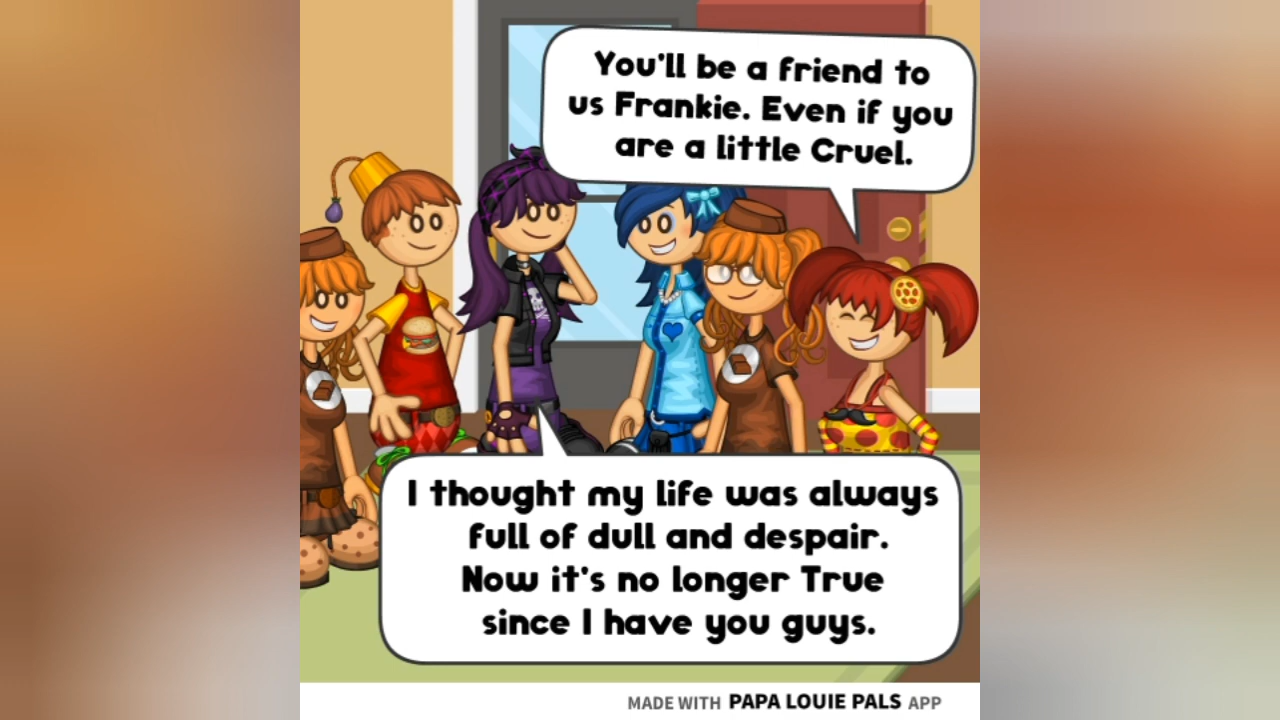 You'll be a friend to
us Frankie. Even if you
are a little Cruel.
I thought my life was always
full of dull and despair.
Now it's no longer True
since I have you guys.
MADE WITH PAPA LOUIE PALS APP